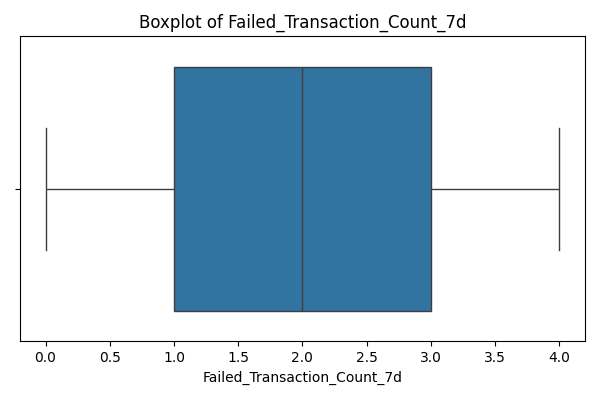 Boxplot of Failed_Transaction_Count_7d
0.0 0.5 1.0 1.5 2.0 2.5 3.0 3.5 4.0
Failed_Transaction_Count_7d